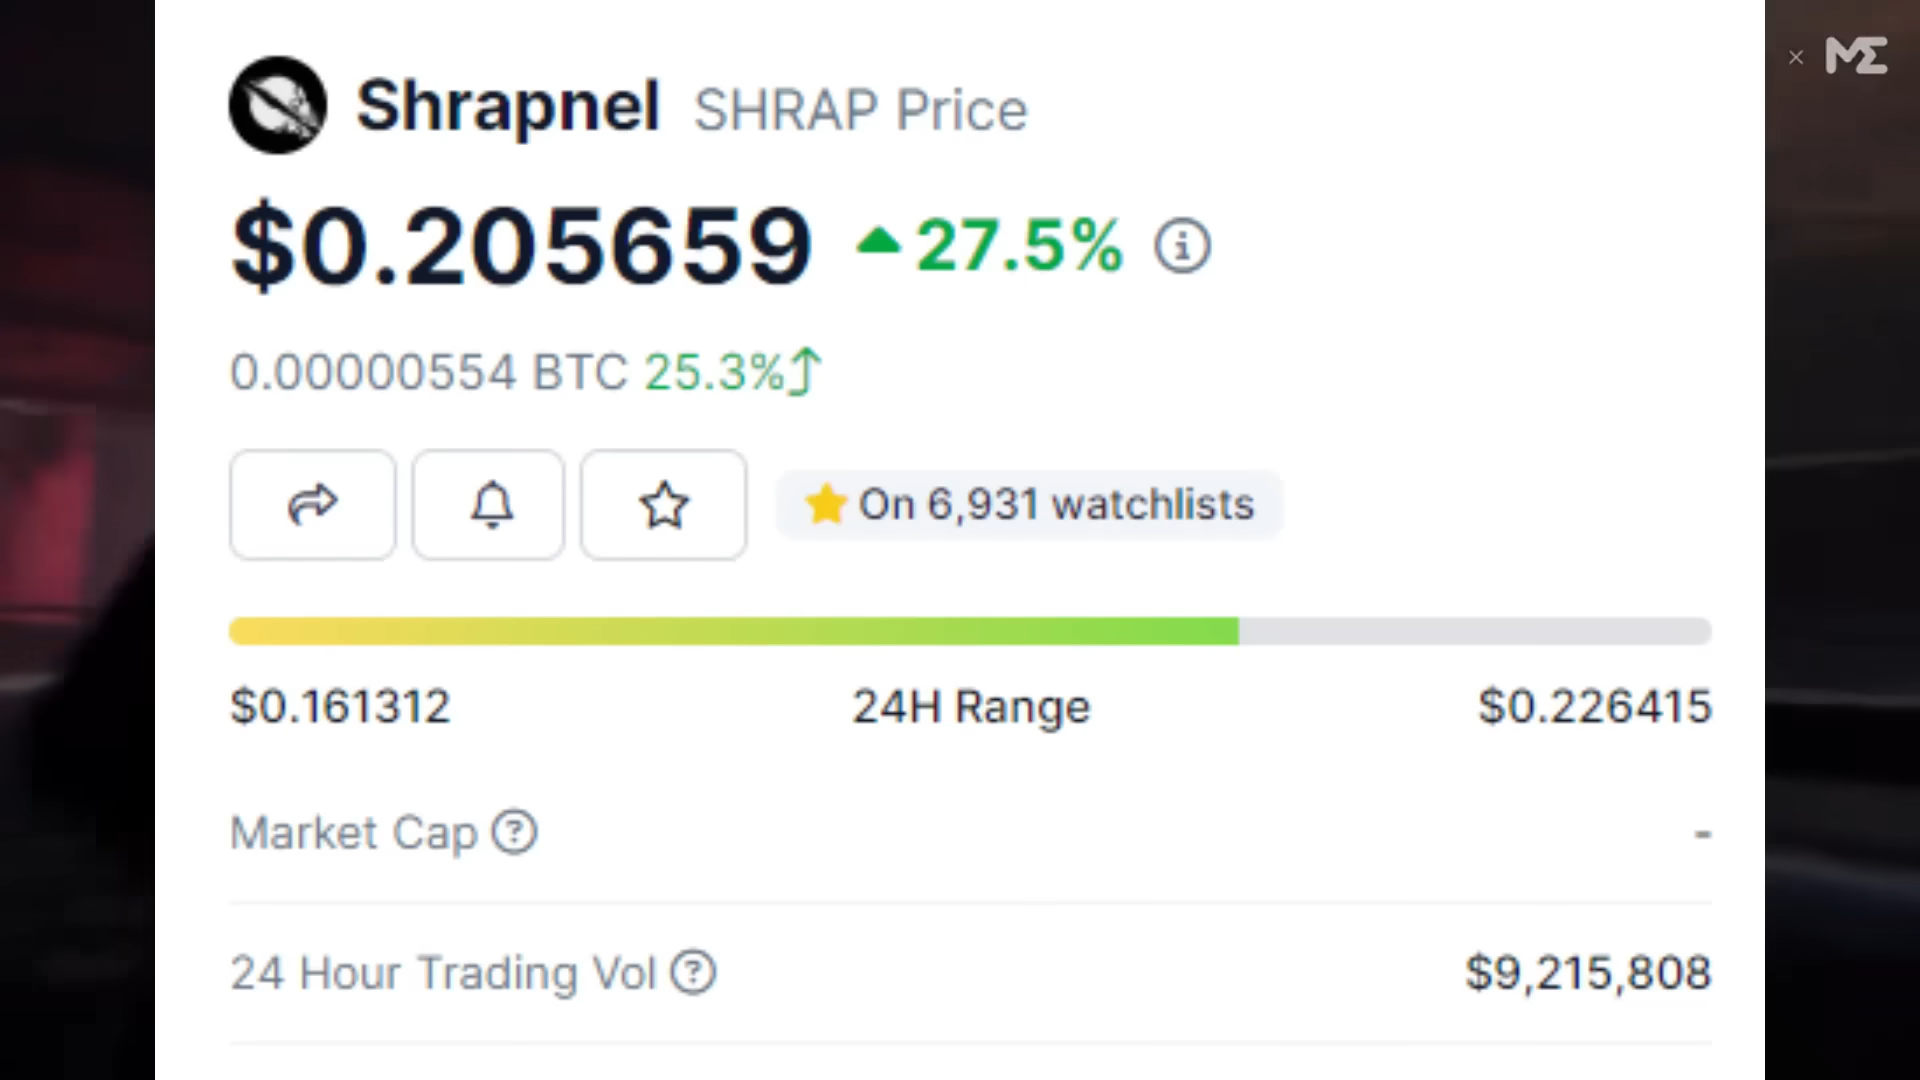 Shrapnel SHRAP Price
$0.205659 27.5%
0.00000554 BTC 25.3%
On 6,931 watchlists
$0.161312 24H Range $0.226415
Market Cap -
24 Hour Trading Vol $9,215,808
× ME